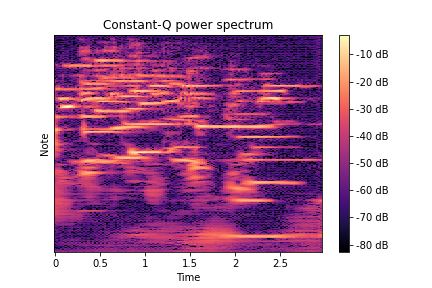 Constant-Q power spectrum
Note
-10 dB
-20 dB
-30 dB
-40 dB
-50 dB
-60 dB
-70 dB
-80 dB
0 0.5 1 1.5 2 2.5
Time